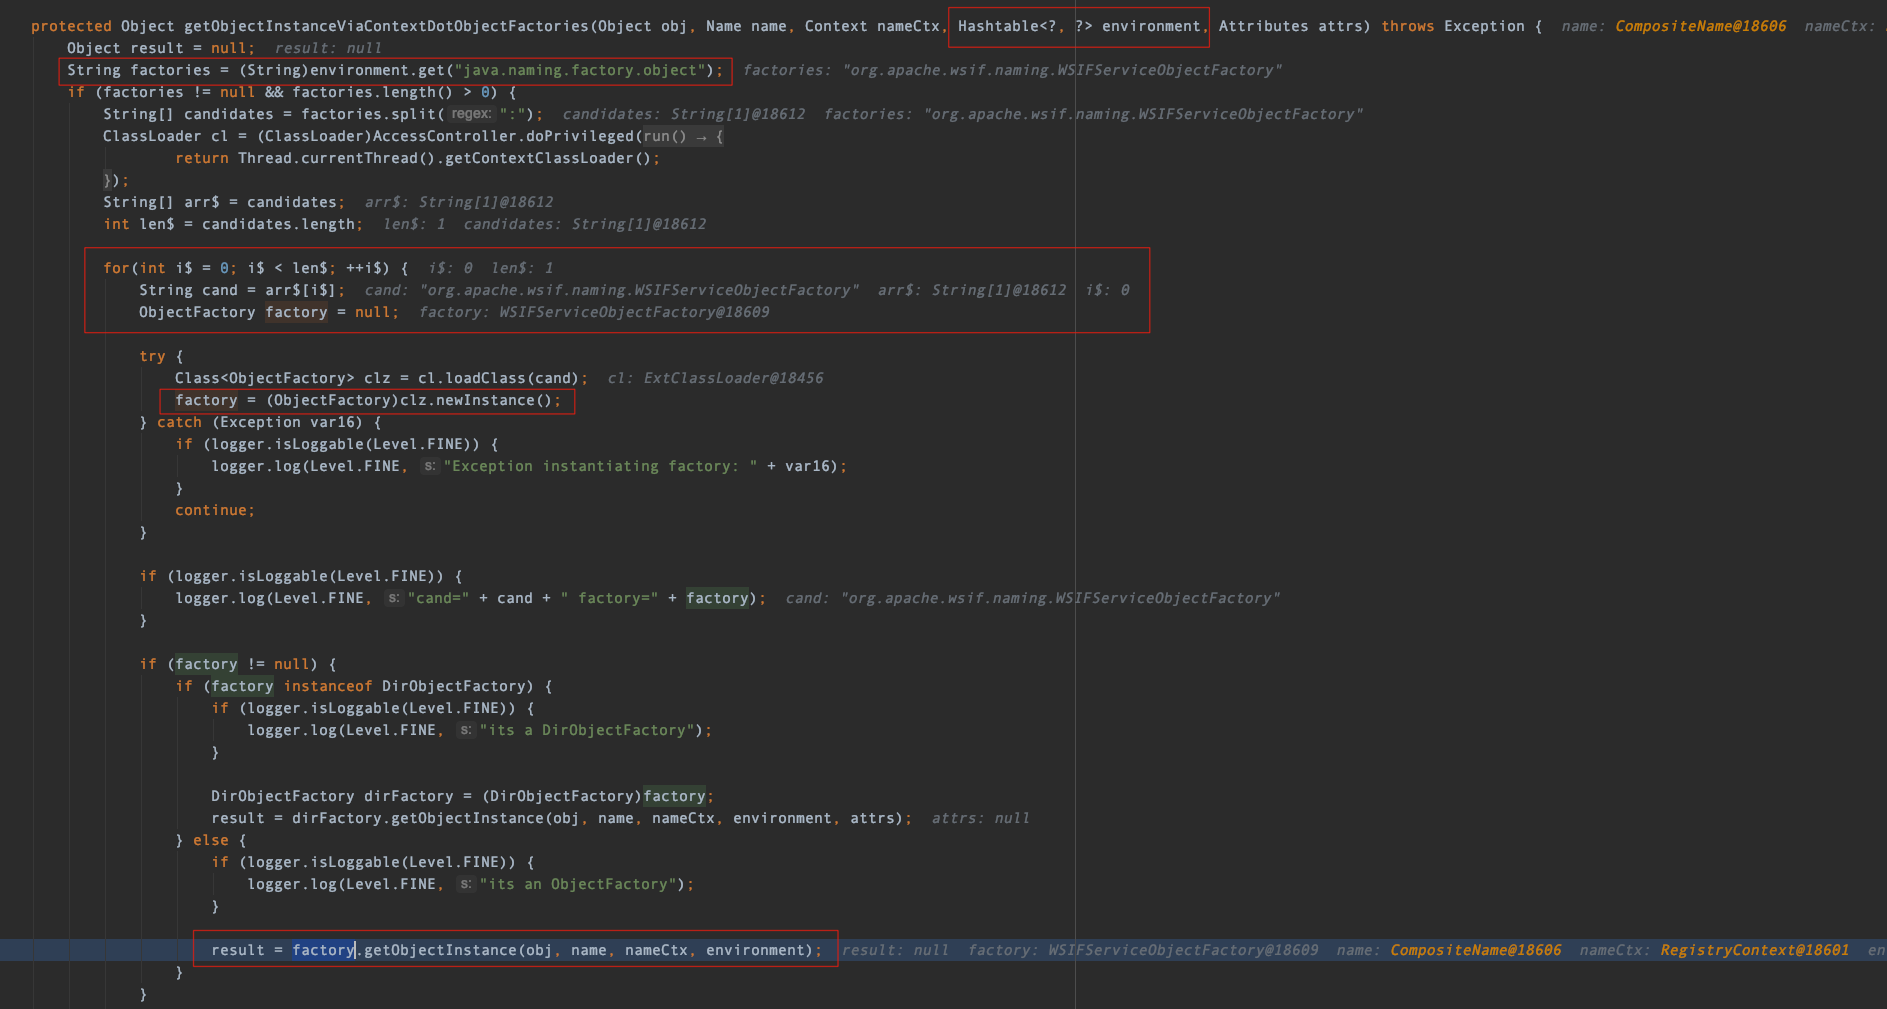 protected Object getObjectInstanceViaContextDotObjectFactories(Object obj, Name name, Context nameCtx, Hashtable<?, ?> environment, Attributes attrs) throws Exception {  name: CompositeName@18606  nameCtx:
Object result = null;  result: null
String factories = (String)environment.get("java.naming.factory.object");  factories: "org.apache.wsif.naming.WSIFServiceObjectFactory"
if (factories != null && factories.length() > 0) {
String[] candidates = factories.split( regex: ":");  candidates: String[1]@18612  factories: "org.apache.wsif.naming.WSIFServiceObjectFactory"
ClassLoader cl = (ClassLoader)AccessController.doPrivileged(run() → {
return Thread.currentThread().getContextClassLoader();
});
String[] arr$ = candidates;  arr$: String[1]@18612
int len$ = candidates.length;  len$: 1  candidates: String[1]@18612
for(int i$ = 0; i$ < len$; ++i$) {  i$: 0  len$: 1
String cand = arr$[i$];  cand: "org.apache.wsif.naming.WSIFServiceObjectFactory"  arr$: String[1]@18612  i$: 0
ObjectFactory factory = null;  factory: WSIFServiceObjectFactory@18609
try {
Class<ObjectFactory> clz = cl.loadClass(cand);  cl: ExtClassLoader@18456
factory = (ObjectFactory)clz.newInstance();
} catch (Exception var16) {
if (logger.isLoggable(Level.FINE)) {
logger.log(Level.FINE, s: "Exception instantiating factory: " + var16);
}
continue;
}
if (logger.isLoggable(Level.FINE)) {
logger.log(Level.FINE, s: "cand=" + cand + " factory=" + factory);  cand: "org.apache.wsif.naming.WSIFServiceObjectFactory"
}
if (factory != null) {
if (factory instanceof DirObjectFactory) {
if (logger.isLoggable(Level.FINE)) {
logger.log(Level.FINE, s: "its a DirObjectFactory");
}
DirObjectFactory dirFactory = (DirObjectFactory)factory;
result = dirFactory.getObjectInstance(obj, name, nameCtx, environment, attrs);  attrs: null
} else {
if (logger.isLoggable(Level.FINE)) {
logger.log(Level.FINE, s: "its an ObjectFactory");
}
result = factory.getObjectInstance(obj, name, nameCtx, environment);  result: null  factory: WSIFServiceObjectFactory@18609  name: CompositeName@18606  nameCtx: RegistryContext@18601  en
}
}